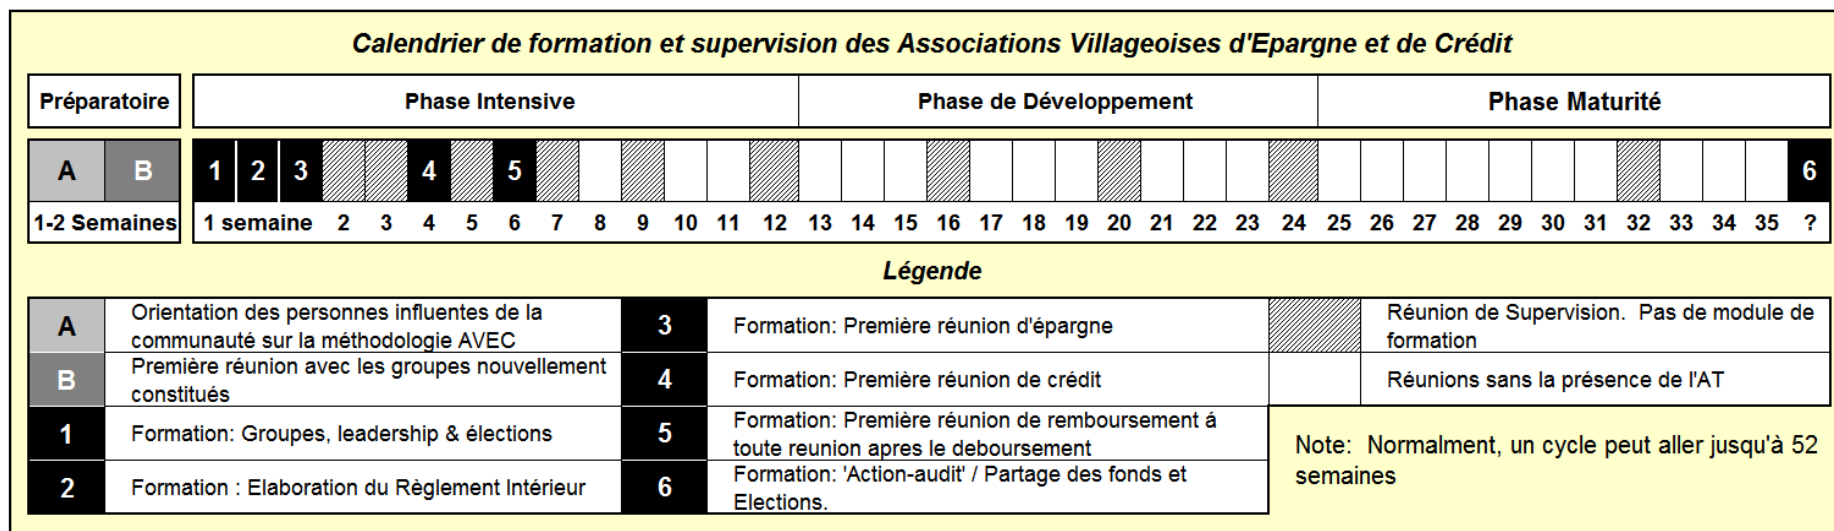 Calendrier de formation et supervision des Associations Villageoises d'Epargne et de Crédit
Préparatoire Phase Intensive Phase de Développement Phase Maturité
A B 1 2 3 4 5 6
1-2 Semaines 1 semaine 2 3 4 5 6 7 8 9 10 11 12 13 14 15 16 17 18 19 20 21 22 23 24 25 26 27 28 29 30 31 32 33 34 35 ?
Légende
A
Orientation des personnes influentes de la
communauté sur la méthodologie AVEC
B
Première réunion avec les groupes nouvellement
constitués
1
Formation: Groupes, leadership & élections
2
Formation : Elaboration du Règlement Intérieur
3
Formation: Première réunion d'épargne
4
Formation: Première réunion de crédit
5
Formation: Première réunion de remboursement á
toute reunion apres le deboursement
6
Formation: 'Action-audit' / Partage des fonds et
Elections.
Réunion de Supervision.  Pas de module de
formation
Réunions sans la présence de l'AT
Note:  Normalment, un cycle peut aller jusqu'à 52
semaines